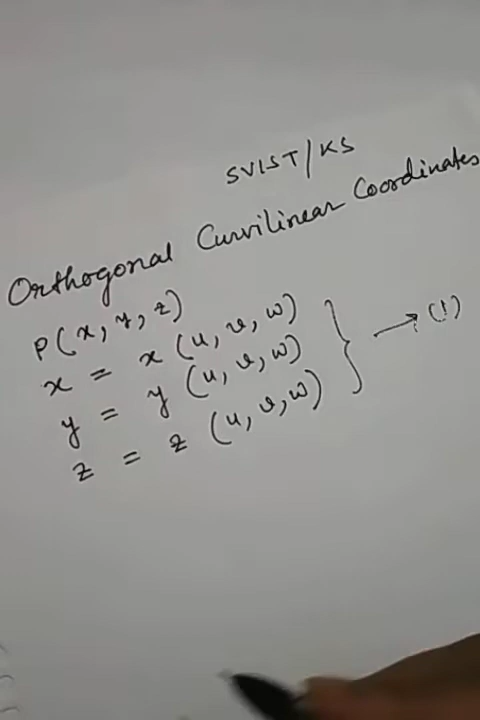 SVIST/KS
Orthogonal Curvilinear Coordinates
P(x, y, z)
x = x (u, v, w)
y = y (u, v, w)
z = z (u, v, w)
} → (1)